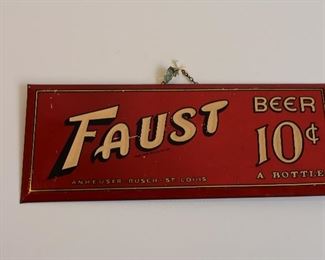 FAUST
ANHEUSER BUSCH - ST. LOUIS
BEER
10¢
A BOTTLE